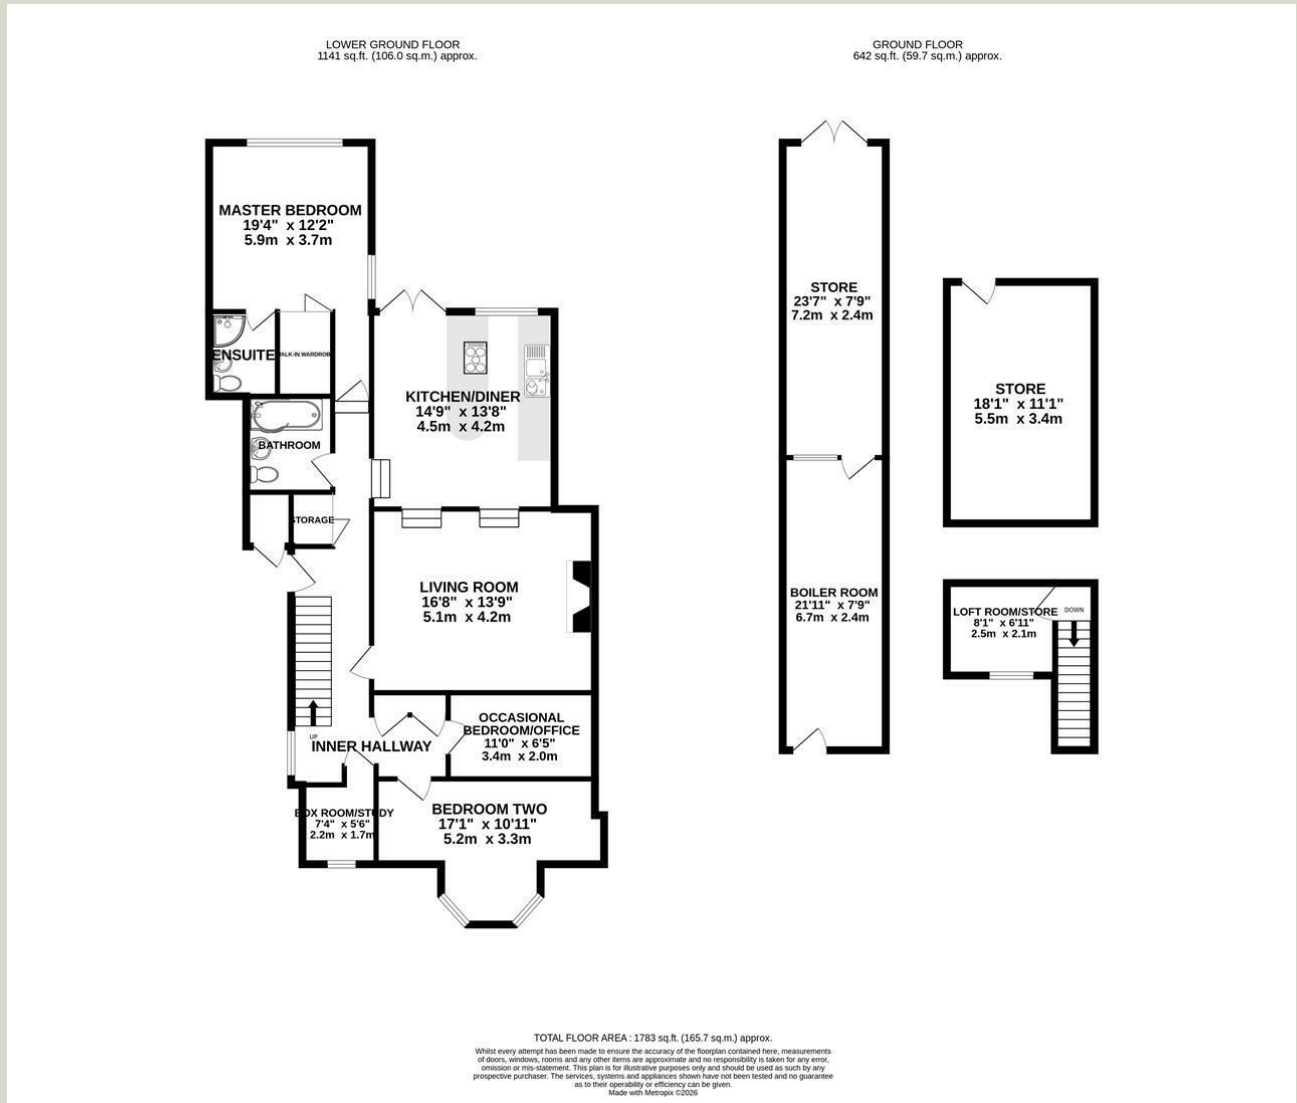 LOWER GROUND FLOOR
1141 sq.ft. (106.0 sq.m.) approx.
GROUND FLOOR
642 sq.ft. (59.7 sq.m.) approx.
MASTER BEDROOM
19'4" x 12'2"
5.9m x 3.7m
ENSUITE
WALK-IN WARDROBE
KITCHEN/DINER
14'9" x 13'8"
4.5m x 4.2m
BATHROOM
STORAGE
LIVING ROOM
16'8" x 13'9"
5.1m x 4.2m
UP
INNER HALLWAY
OCCASIONAL
BEDROOM/OFFICE
11'0" x 6'5"
3.4m x 2.0m
BOX ROOM/STUDY
7'4" x 5'6"
2.2m x 1.7m
BEDROOM TWO
17'1" x 10'11"
5.2m x 3.3m
STORE
23'7" x 7'9"
7.2m x 2.4m
BOILER ROOM
21'11" x 7'9"
6.7m x 2.4m
STORE
18'1" x 11'1"
5.5m x 3.4m
LOFT ROOM/STORE
8'1" x 6'11"
2.5m x 2.1m
DOWN
TOTAL FLOOR AREA : 1783 sq.ft. (165.7 sq.m.) approx.
Whilst every attempt has been made to ensure the accuracy of the floorplan contained here, measurements
of doors, windows, rooms and any other items are approximate and no responsibility is taken for any error,
omission or mis-statement. This plan is for illustrative purposes only and should be used as such by any
prospective purchaser. The services, systems and appliances shown have not been tested and no guarantee
as to their operability or efficiency can be given.
Made with Metropix ©2026